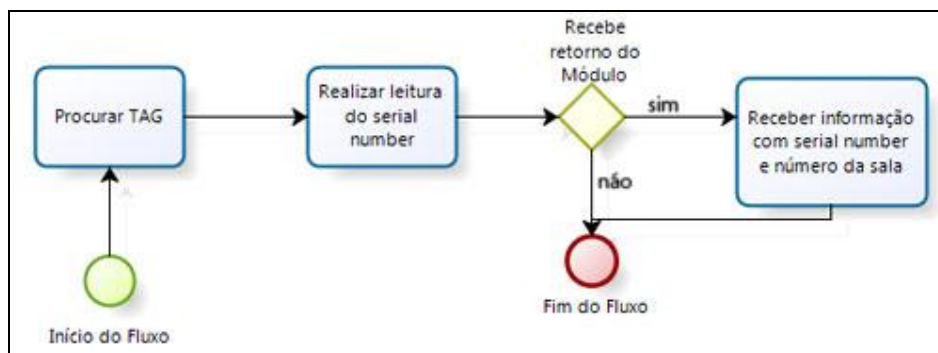 Procurar TAG
Realizar leitura
do serial
number
Recebe
retorno do
Módulo
sim
não
Receber informação
com serial number
e número da sala
Início do Fluxo
Fim do Fluxo